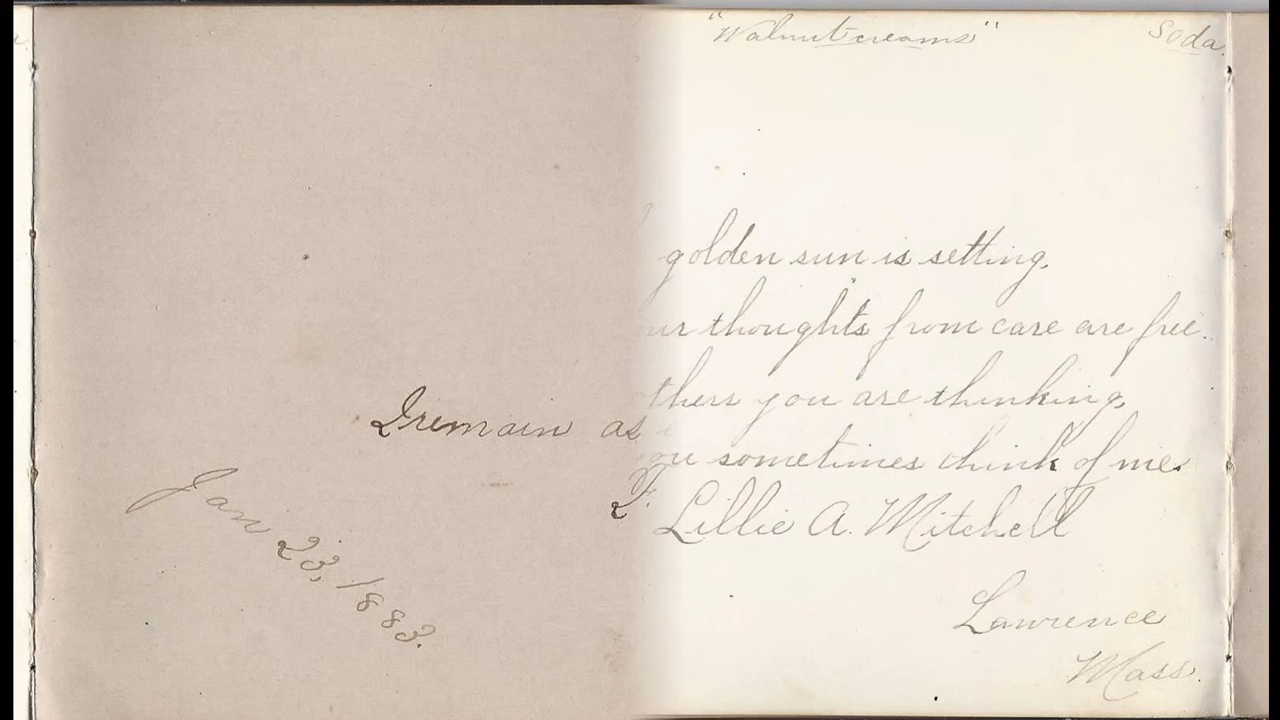 "Walnut creams" Soda
golden sun is setting,
ur thoughts from care are free.
thers you are thinking,
ou sometimes think of me.
I remain as
Lillie A. Mitchell
Jan 23, 1883.
Lawrence
Mass.